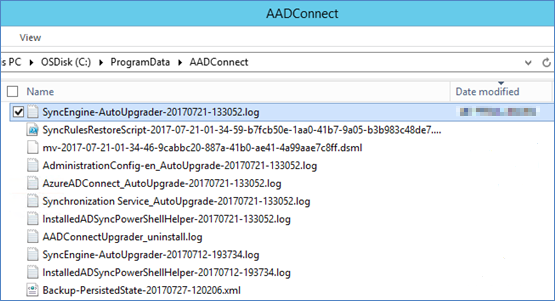 AADConnect
View
s PC ▸ OSDisk (C:) ▸ ProgramData ▸ AADConnect
Name Date modified
SyncEngine-AutoUpgrader-20170721-133052.log
SyncRulesRestoreScript-2017-07-21-01-34-59-b7fcb50e-1aa0-41b7-9a05-b3b983c48de7....
mv-2017-07-21-01-34-46-9cabbc20-887a-41b0-ae41-4a99aae7c8ff.dsml
AdministrationConfig-en_AutoUpgrade-20170721-133052.log
AzureADConnect_AutoUpgrade-20170721-133052.log
Synchronization Service_AutoUpgrade-20170721-133052.log
InstalledADSyncPowerShellHelper-20170721-133052.log
AADConnectUpgrader_uninstall.log
SyncEngine-AutoUpgrader-20170712-193734.log
InstalledADSyncPowerShellHelper-20170712-193734.log
Backup-PersistedState-20170727-120206.xml